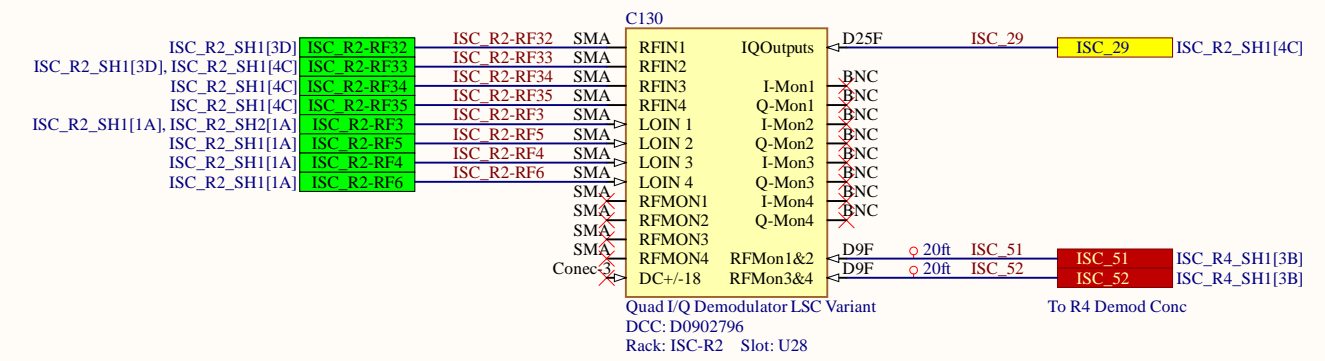 C130
ISC_R2_SH1[3D] ISC_R2-RF32 ISC_R2-RF32 SMA RFIN1 IQOutputs D25F ISC_29 ISC_29 ISC_R2_SH1[4C]
ISC_R2_SH1[3D], ISC_R2_SH1[4C] ISC_R2-RF33 ISC_R2-RF33 SMA RFIN2
ISC_R2_SH1[4C] ISC_R2-RF34 ISC_R2-RF34 SMA RFIN3 I-Mon1 BNC
ISC_R2_SH1[4C] ISC_R2-RF35 ISC_R2-RF35 SMA RFIN4 Q-Mon1 BNC
ISC_R2_SH1[1A], ISC_R2_SH2[1A] ISC_R2-RF3 ISC_R2-RF3 SMA LOIN 1 I-Mon2 BNC
ISC_R2_SH1[1A] ISC_R2-RF5 ISC_R2-RF5 SMA LOIN 2 Q-Mon2 BNC
ISC_R2_SH1[1A] ISC_R2-RF4 ISC_R2-RF4 SMA LOIN 3 I-Mon3 BNC
ISC_R2_SH1[1A] ISC_R2-RF6 ISC_R2-RF6 SMA LOIN 4 Q-Mon3 BNC
SMA RFMON1 I-Mon4 BNC
SMA RFMON2 Q-Mon4 BNC
SMA RFMON3
SMA RFMON4 RFMon1&2 D9F 20ft ISC_51 ISC_51 ISC_R4_SH1[3B]
Conec-3 DC+/-18 RFMon3&4 D9F 20ft ISC_52 ISC_52 ISC_R4_SH1[3B]
Quad I/Q Demodulator LSC Variant To R4 Demod Conc
DCC: D0902796
Rack: ISC-R2 Slot: U28